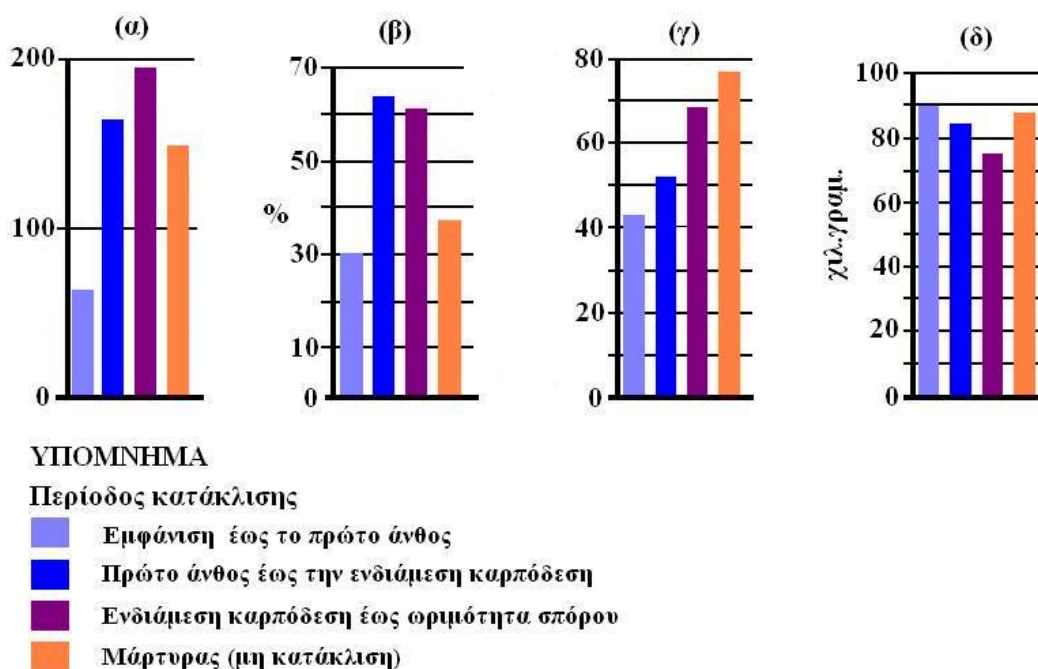 (α)
200
100
0
(β)
70
50
%
30
10
0
(γ)
80
60
40
20
0
(δ)
100
80
60
40
20
0
χιλ.γραμ.
ΥΠΟΜΝΗΜΑ
Περίοδος κατάκλισης
Εμφάνιση έως το πρώτο άνθος
Πρώτο άνθος έως την ενδιάμεση καρπόδεση
Ενδιάμεση καρπόδεση έως ωριμότητα σπόρου
Μάρτυρας (μη κατάκλιση)